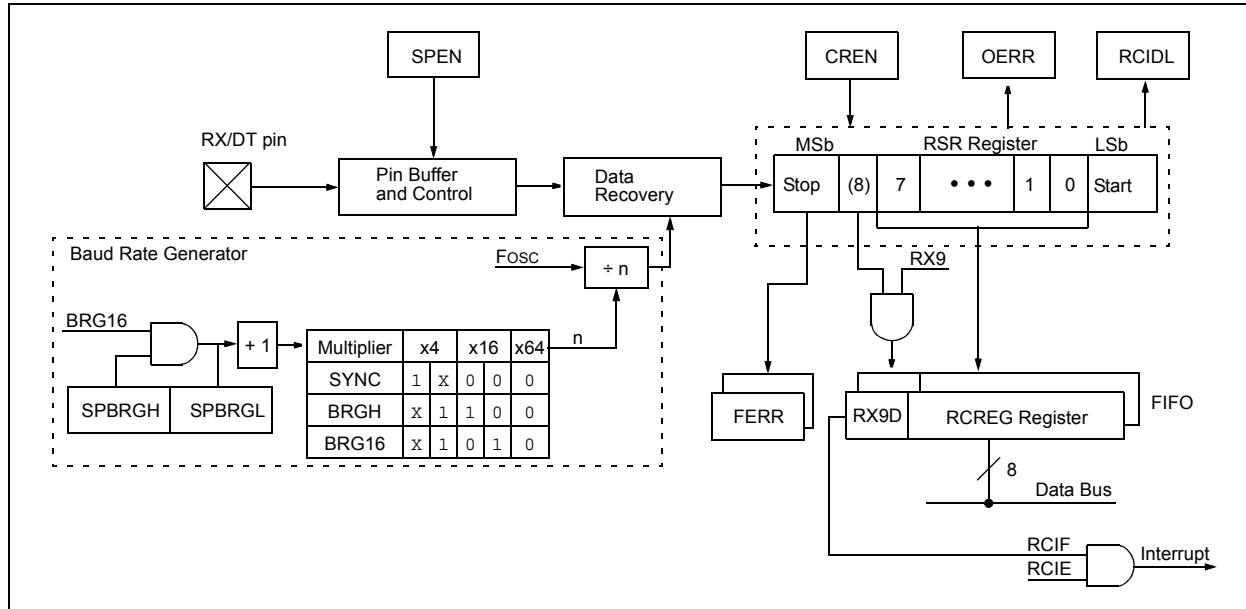 SPEN
CREN
OERR
RCIDL
RX/DT pin
Pin Buffer
and Control
Data
Recovery
MSb
RSR Register
LSb
Stop (8) 7 • • • 1 0 Start
Baud Rate Generator
FOSC
÷ n
RX9
BRG16
+ 1
n
Multiplier x4 x16 x64
SYNC 1 X 0 0 0
BRGH X 1 1 0 0
BRG16 X 1 0 1 0
SPBRGH SPBRGL
FERR
RX9D RCREG Register
FIFO
8
Data Bus
RCIF
RCIE
Interrupt